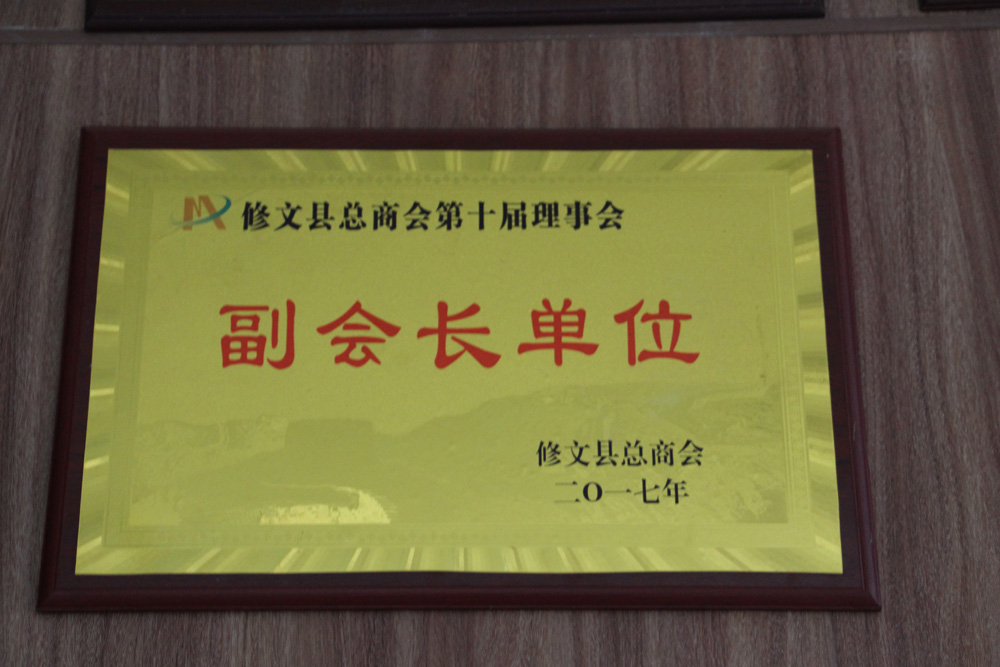 修文县总商会第十届理事会
副会长单位
修文县总商会
二O一七年